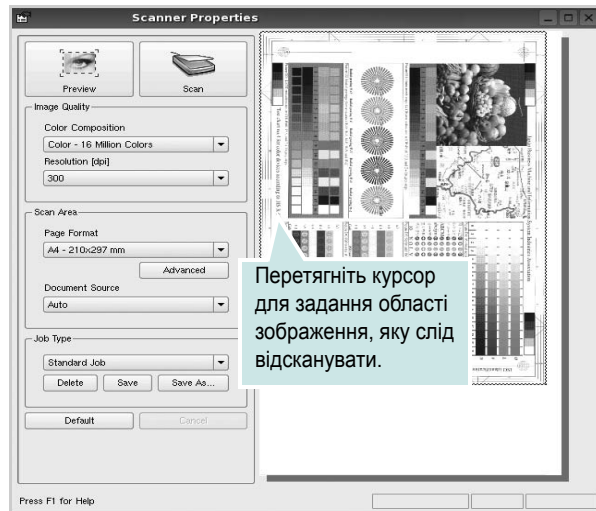 Scanner Properties
Preview
Scan
Image Quality
Color Composition
Color - 16 Million Colors
Resolution [dpi]
300
Scan Area
Page Format
A4 - 210x297 mm
Advanced
Document Source
Auto
Job Type
Standard Job
Delete
Save
Save As...
Default
Cancel
Перетягніть курсор
для задання області
зображення, яку слід
відсканувати.
Press F1 for Help